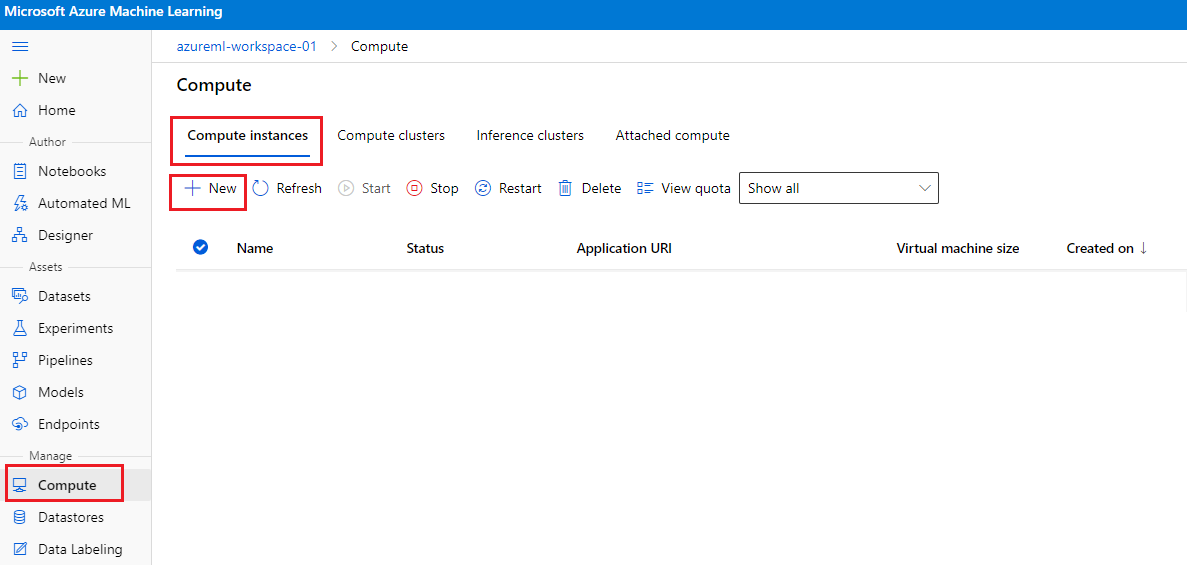 Microsoft Azure Machine Learning
azureml-workspace-01 > Compute
New
Home
Author
Notebooks
Automated ML
Designer
Assets
Datasets
Experiments
Pipelines
Models
Endpoints
Manage
Compute
Datastores
Data Labeling
Compute
Compute instances Compute clusters Inference clusters Attached compute
New Refresh Start Stop Restart Delete View quota Show all
Name Status Application URI Virtual machine size Created on ↓